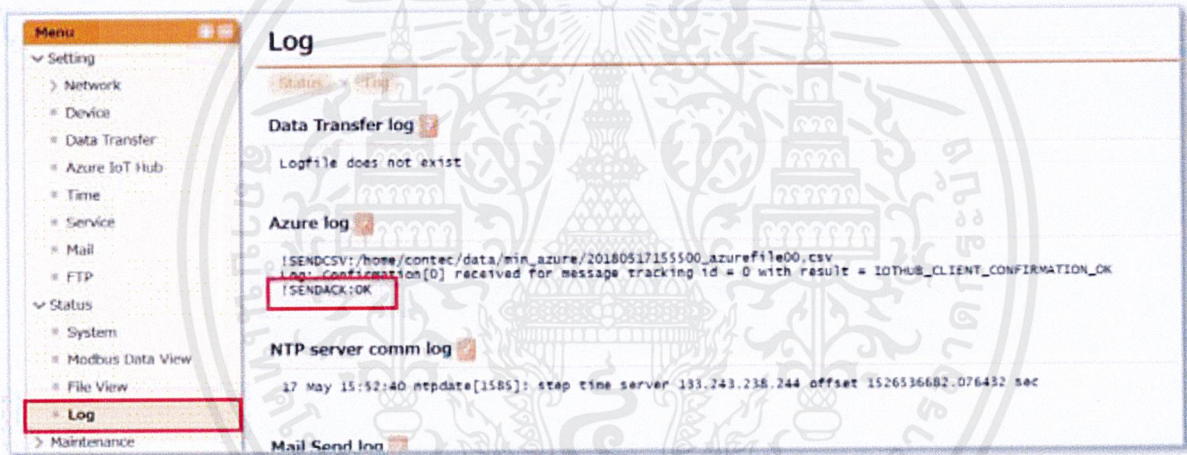 Menu
Setting
Network
Device
Data Transfer
Azure IoT Hub
Time
Service
Mail
FTP
Status
System
Modbus Data View
File View
Log
Maintenance
Log
Status > Log
Data Transfer log
Logfile does not exist
Azure log
!SENDCSV:/home/contec/data/min_azure/20180517155500_azurefile00.csv
Log: Confirmation[0] received for message tracking id = 0 with result = IOTHUB_CLIENT_CONFIRMATION_OK
!SENDACK:OK
NTP server comm log
17 May 15:52:40 ntpdate[1585]: step time server 133.243.238.244 offset 1526536682.076432 sec
Mail Send log